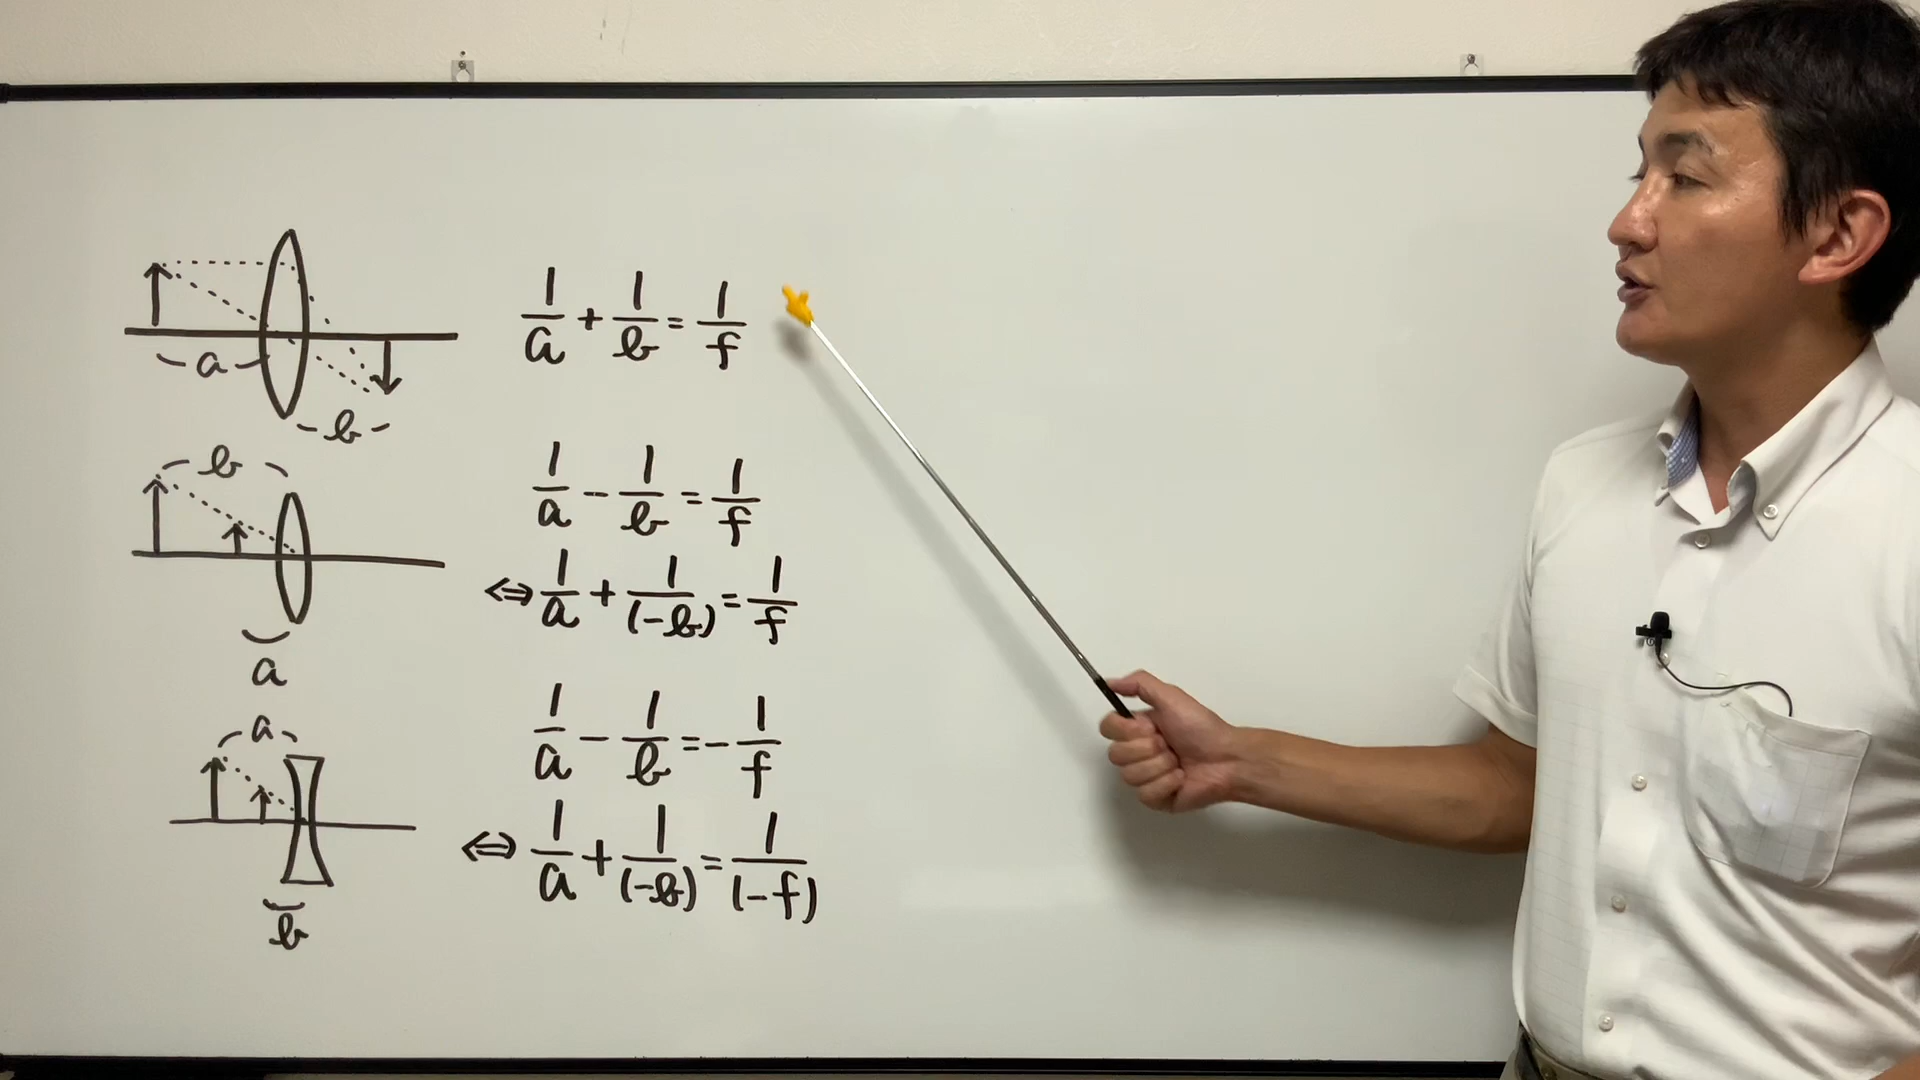 a
b
1/a + 1/b = 1/f
b
a
1/a - 1/b = 1/f
⇔ 1/a + 1/(-b) = 1/f
a
b
1/a - 1/b = - 1/f
⇔ 1/a + 1/(-b) = 1/(-f)